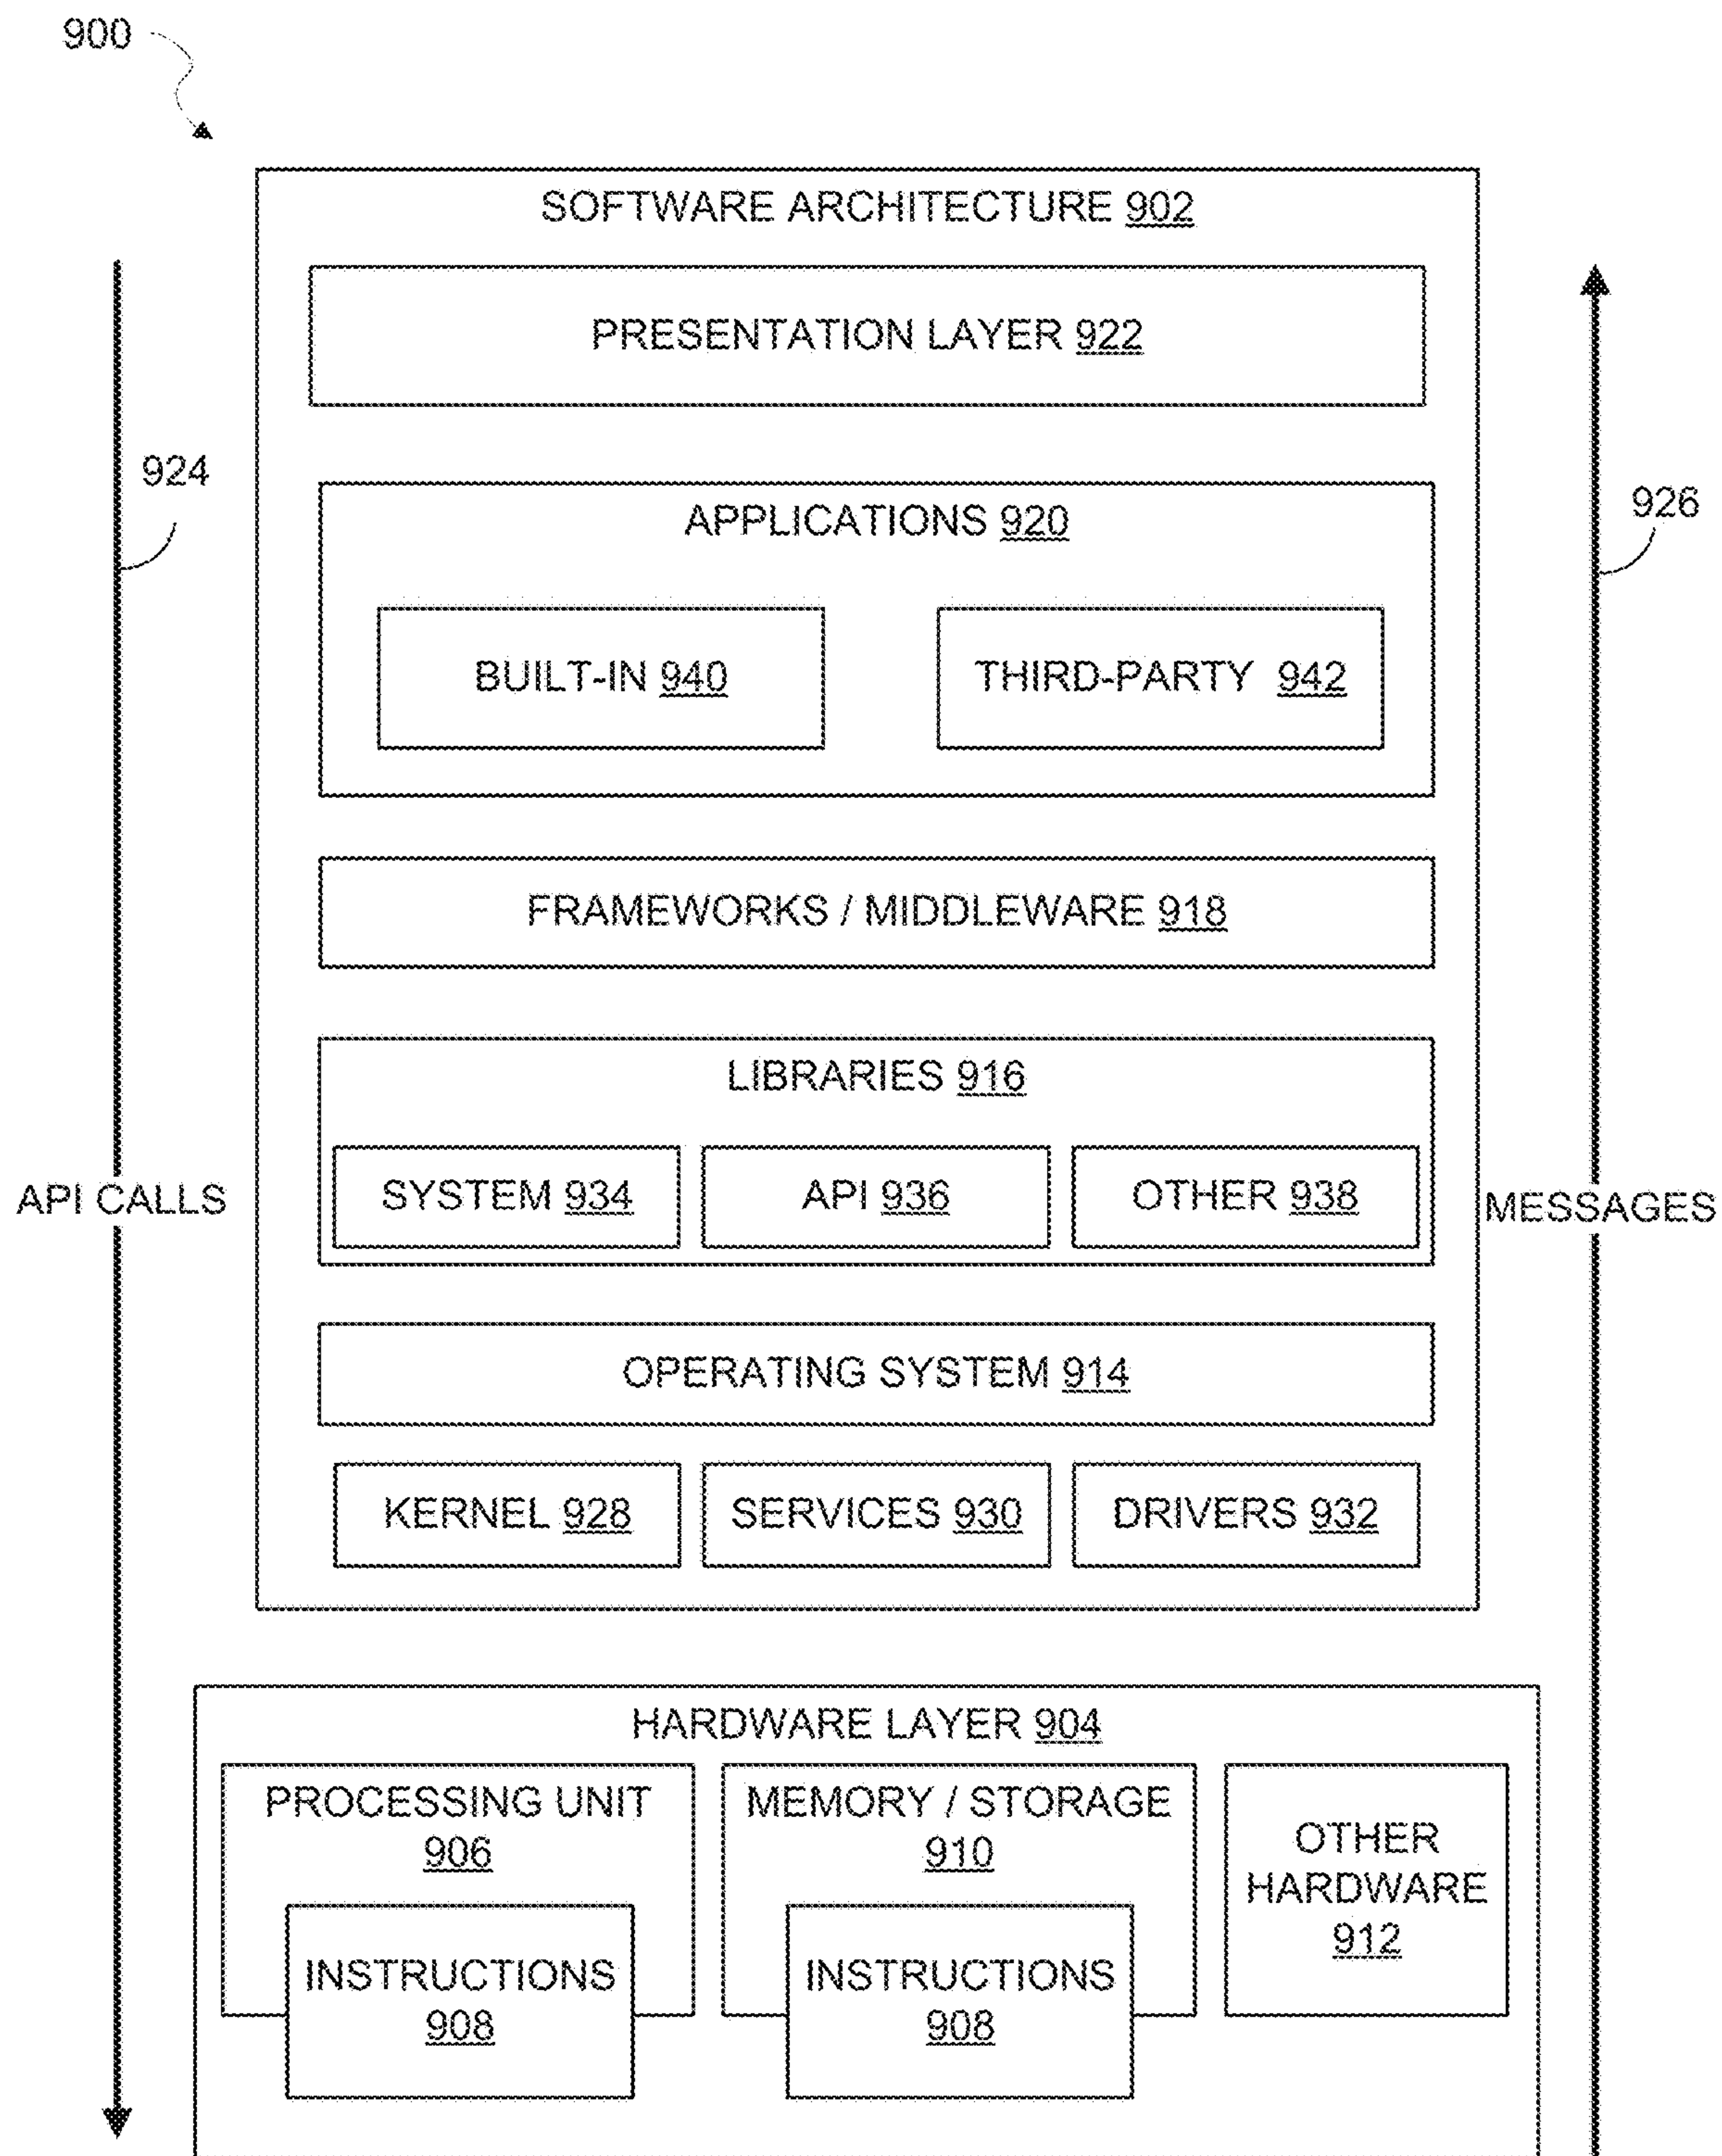 900
SOFTWARE ARCHITECTURE 902
PRESENTATION LAYER 922
924
926
APPLICATIONS 920
BUILT-IN 940
THIRD-PARTY 942
FRAMEWORKS / MIDDLEWARE 918
LIBRARIES 916
SYSTEM 934
API 936
OTHER 938
API CALLS
MESSAGES
OPERATING SYSTEM 914
KERNEL 928
SERVICES 930
DRIVERS 932
HARDWARE LAYER 904
PROCESSING UNIT
906
INSTRUCTIONS
908
MEMORY / STORAGE
910
INSTRUCTIONS
908
OTHER
HARDWARE
912